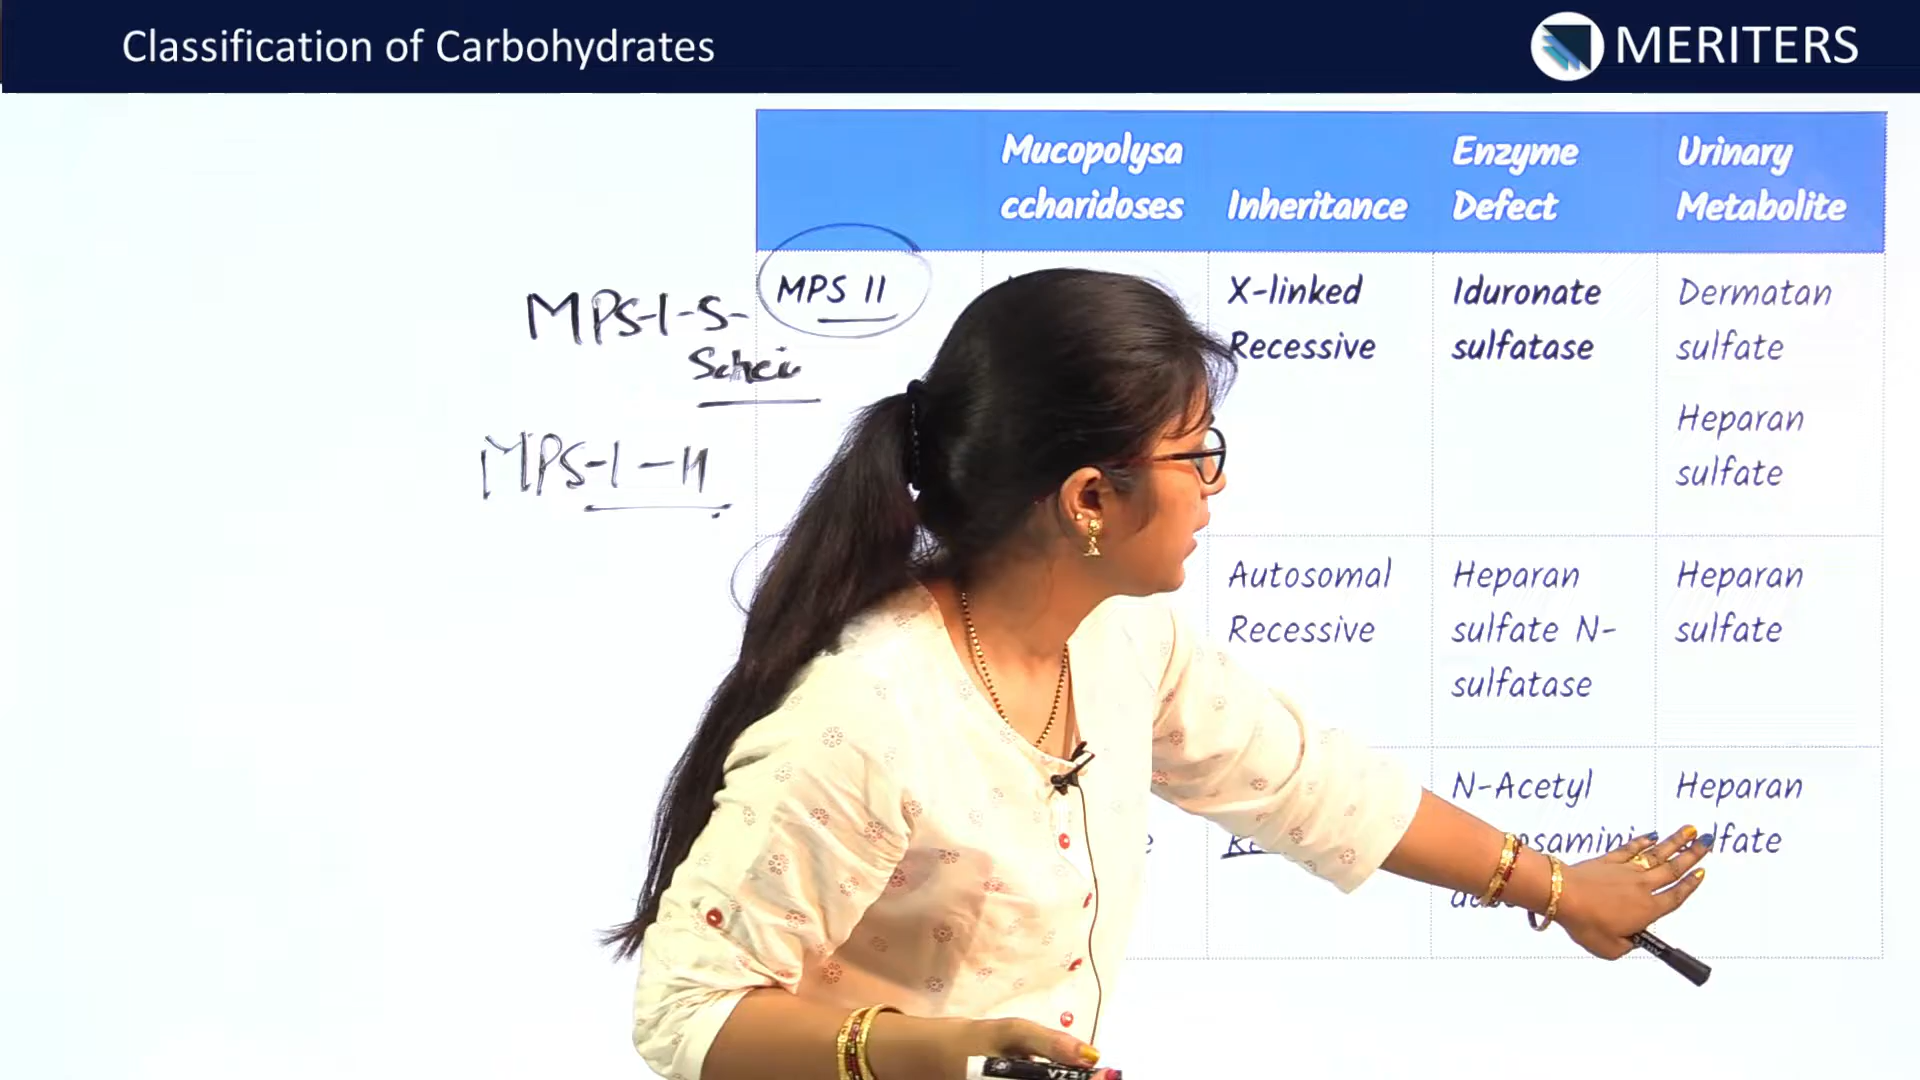 Classification of Carbohydrates
MERITERS
Mucopolysa
ccharidoses
Inheritance
Enzyme
Defect
Urinary
Metabolite
MPS-I-S-
Schei
MPS-I-H
MPS II
X-linked
Recessive
Iduronate
sulfatase
Dermatan
sulfate
Heparan
sulfate
Autosomal
Recessive
Heparan
sulfate N-
sulfatase
Heparan
sulfate
N-Acetyl
Heparan